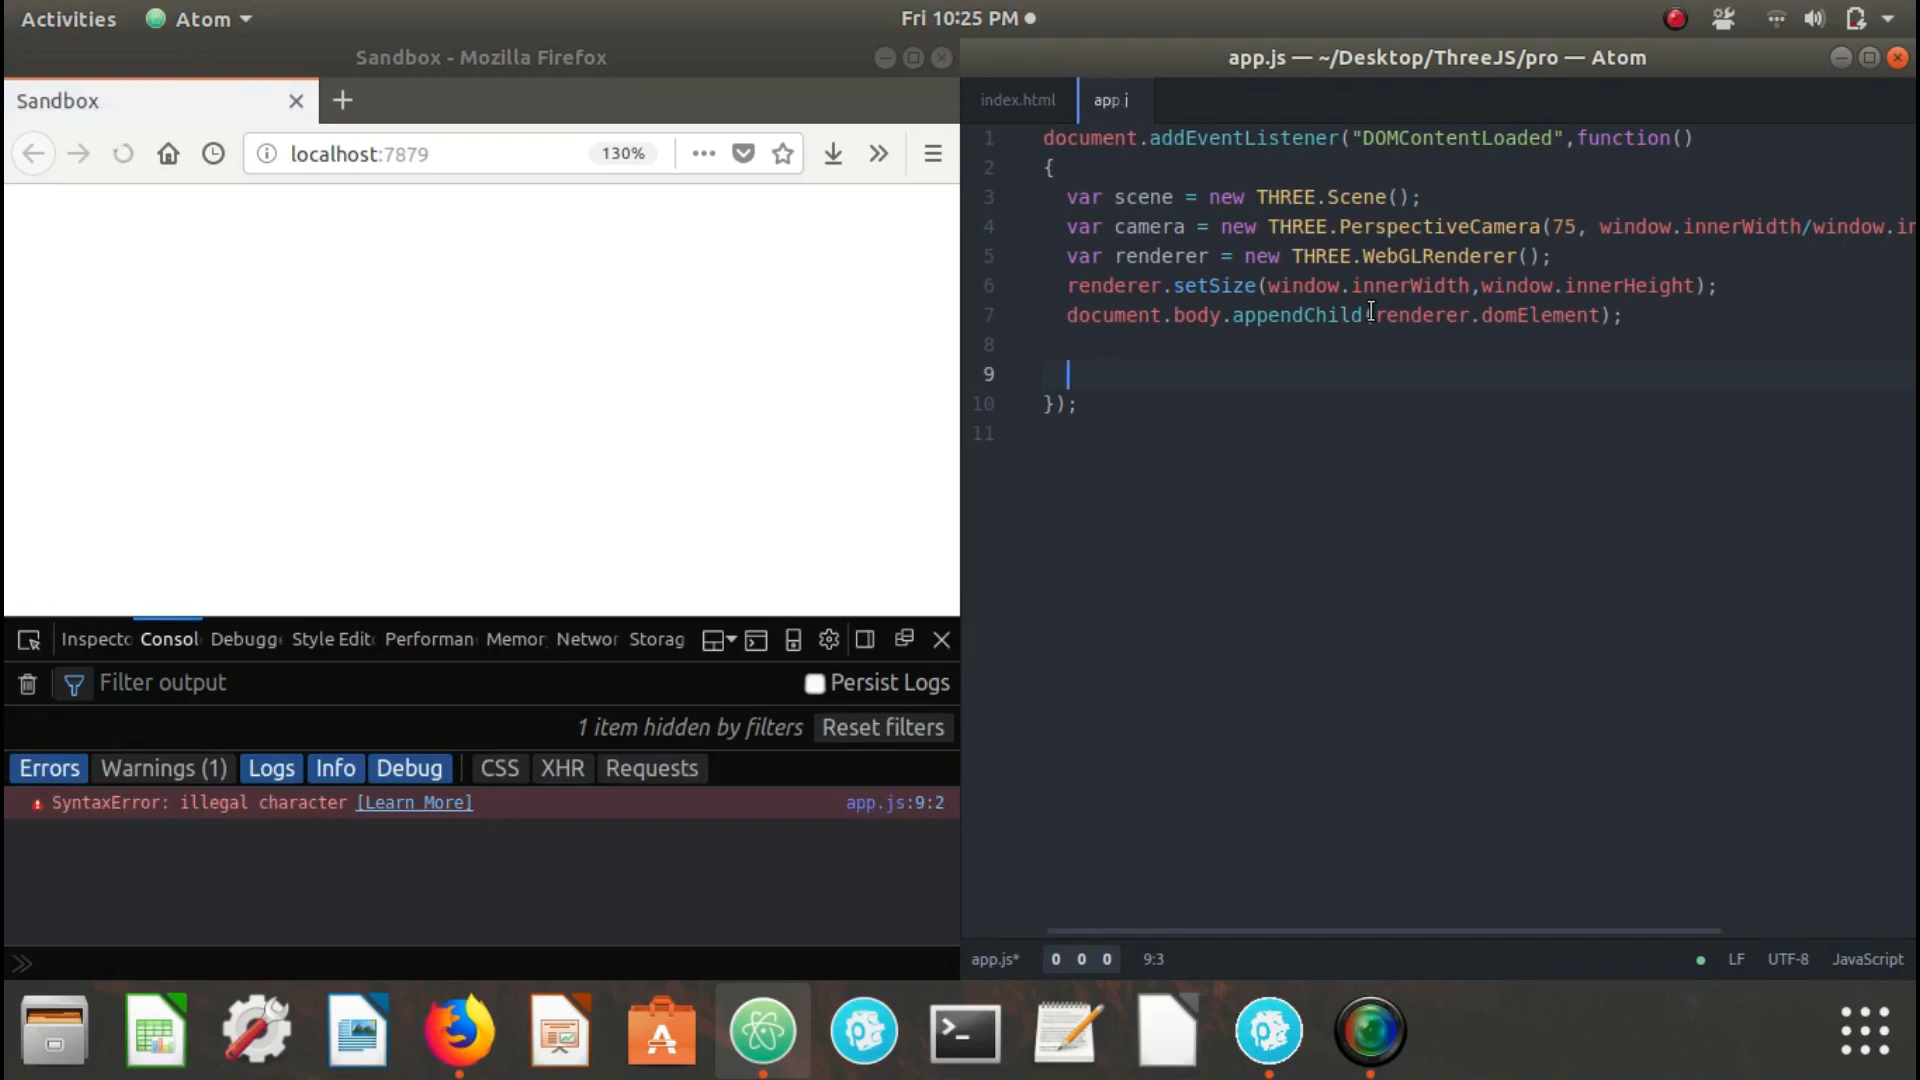 Activities
Atom
Fri 10:25 PM
Sandbox - Mozilla Firefox
app.js — ~/Desktop/ThreeJS/pro — Atom
Sandbox
index.html
app.j
localhost:7879
130%
1 document.addEventListener("DOMContentLoaded",function()
2 {
3 var scene = new THREE.Scene();
4 var camera = new THREE.PerspectiveCamera(75, window.innerWidth/window.in
5 var renderer = new THREE.WebGLRenderer();
6 renderer.setSize(window.innerWidth,window.innerHeight);
7 document.body.appendChild(renderer.domElement);
8
9
10 });
11
Inspecto Consol Debugge Style Edit Performan Memor Networ Storag
Filter output
Persist Logs
1 item hidden by filters
Reset filters
Errors Warnings (1) Logs Info Debug CSS XHR Requests
SyntaxError: illegal character [Learn More]
app.js:9:2
app.js* 0 0 0 9:3
LF UTF-8 JavaScript